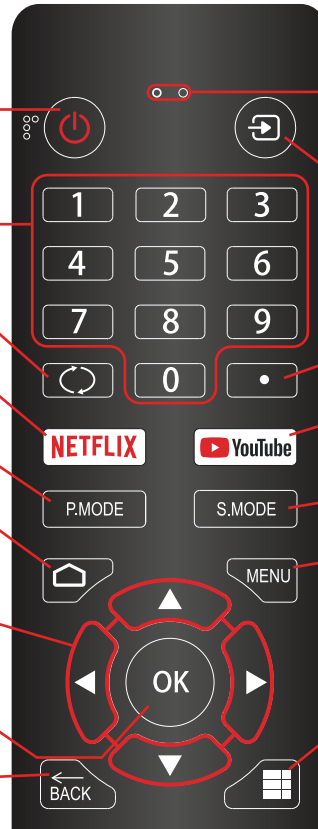 1 2 3
4 5 6
7 8 9
0
NETFLIX YouTube
P.MODE S.MODE
MENU
OK
BACK